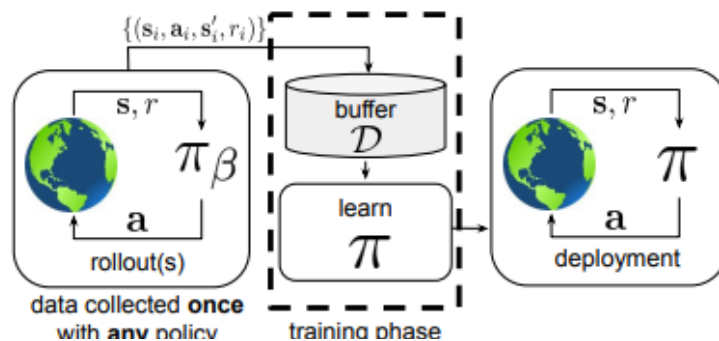 {(s_i, a_i, s'_i, r_i)}
s, r
π_β
a
rollout(s)
data collected once
with any policy
buffer
D
learn
π
training phase
s, r
π
a
deployment